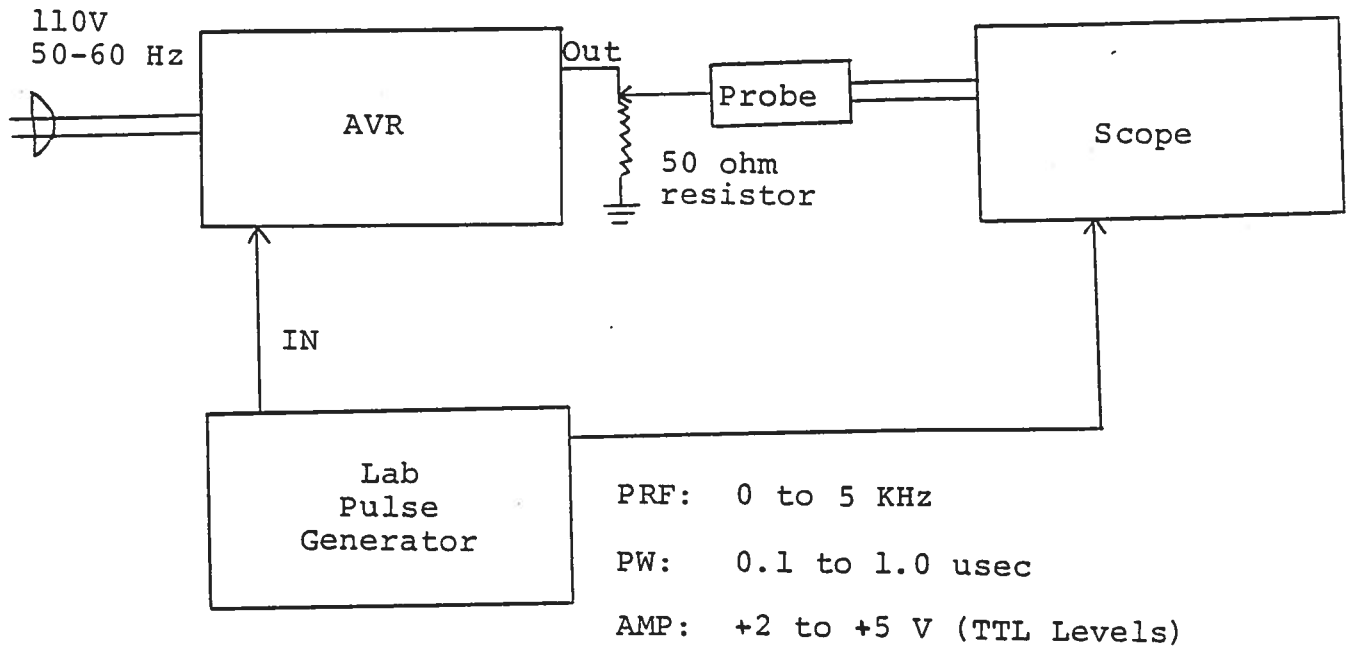 110V
50-60 Hz
AVR
Out
Probe
Scope
50 ohm
resistor
IN
Lab
Pulse
Generator
PRF: 0 to 5 KHz
PW: 0.1 to 1.0 usec
AMP: +2 to +5 V (TTL Levels)